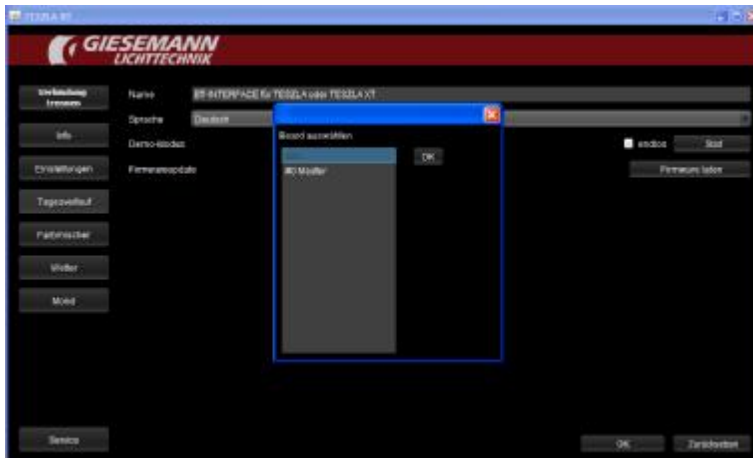 TESZLA XT
GIESEMANN
LICHTTECHNIK
Verbindung
trennen
Name
BT-INTERFACE für TESZLA oder TESZLA XT
Sprache
Deutsch
Info
Demo-Modus
endlos
Start
Board auswählen
OK
#0 Master
Einstellungen
Firmwareupdate
Firmware laden
Tagesverlauf
Farbmischer
Wetter
Mond
Service
OK
Zurücksetzen